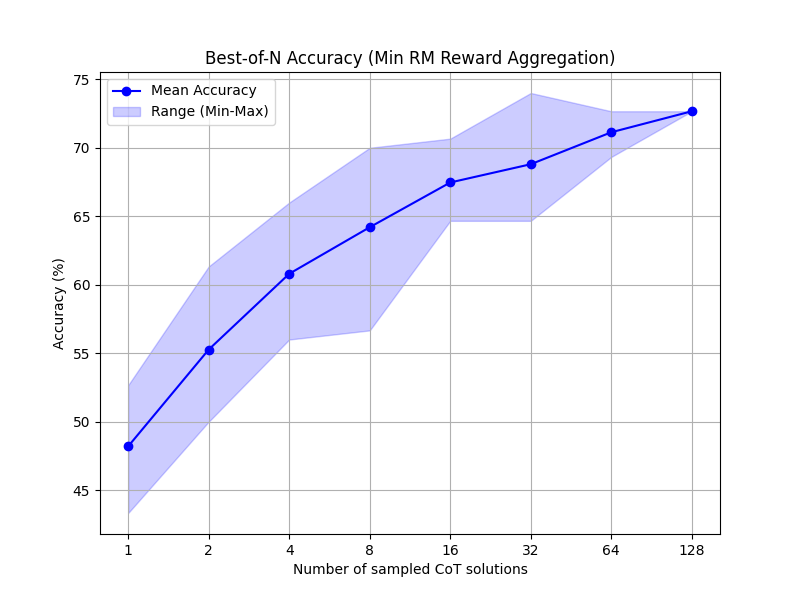 Best-of-N Accuracy (Min RM Reward Aggregation)
Mean Accuracy
Range (Min-Max)
Accuracy (%)
75
70
65
60
55
50
45
1 2 4 8 16 32 64 128
Number of sampled CoT solutions